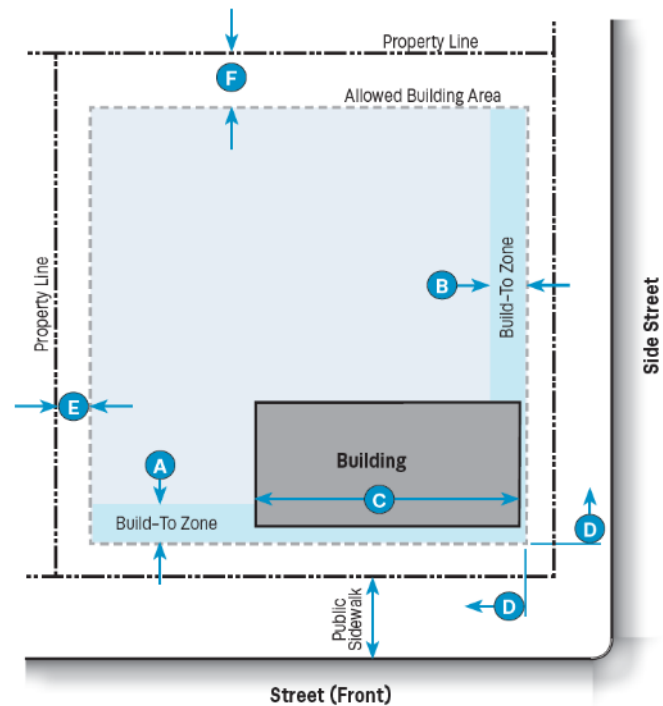 Property Line
F
Allowed Building Area
Property Line
B
Build-To Zone
Side Street
E
A
Building
C
Build-To Zone
D
D
Public
Sidewalk
Street (Front)